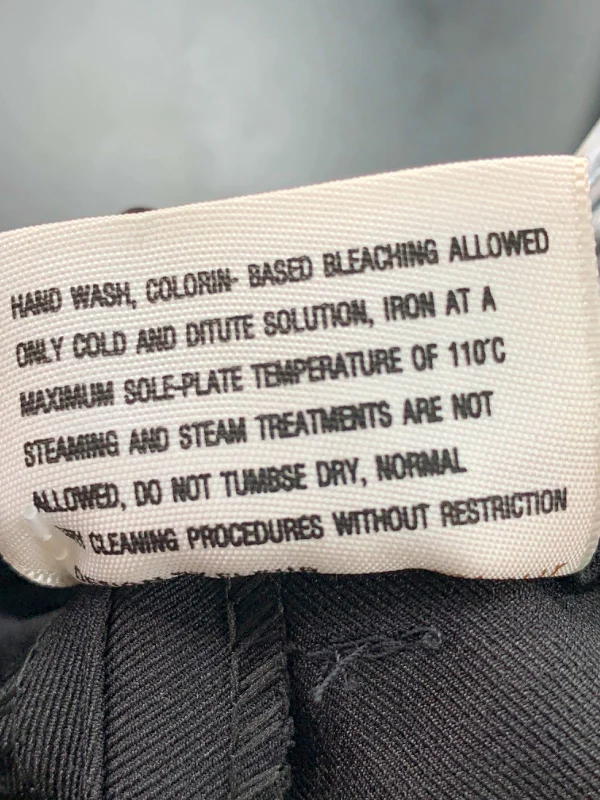 HAND WASH, COLORIN- BASED BLEACHING ALLOWED
ONLY COLD AND DITUTE SOLUTION, IRON AT A
MAXIMUM SOLE-PLATE TEMPERATURE OF 110°C
STEAMING AND STEAM TREATMENTS ARE NOT
ALLOWED, DO NOT TUMBSE DRY, NORMAL
CLEANING PROCEDURES WITHOUT RESTRICTION